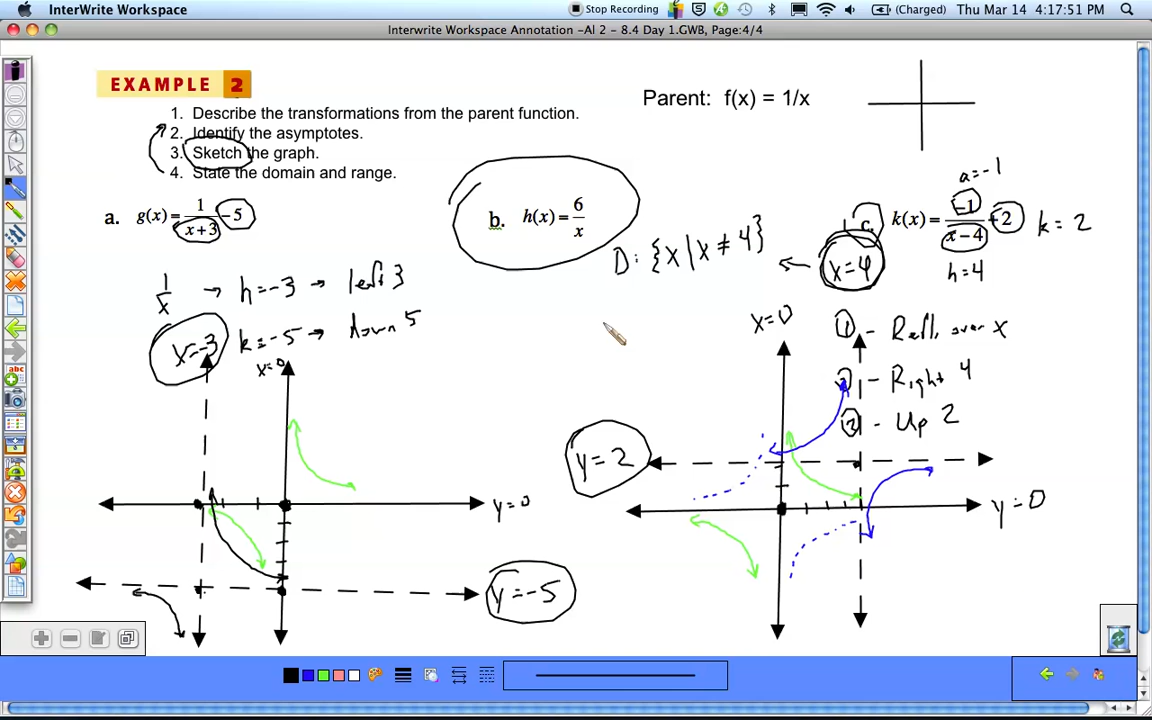 InterWrite Workspace
Stop Recording
(Charged) Thu Mar 14 4:17:51 PM
Interwrite Workspace Annotation -Al 2 - 8.4 Day 1.GWB, Page:4/4
EXAMPLE 2
1. Describe the transformations from the parent function.
2. Identify the asymptotes.
3. Sketch the graph.
4. State the domain and range.
Parent: f(x) = 1/x
a. g(x) = 1/(x+3) - 5
b. h(x) = 6/x
c. k(x) = -1/(x-4) + 2
a = -1
k = 2
h = 4
1/x → h = -3 → left 3
k = -5 → down 5
x = -3
x = 0
y = 0
y = -5
D: {x | x ≠ 4}
← x = 4
x = 0
① - Refl. over x
② - Right 4
- Up 2
y = 2
y = 0